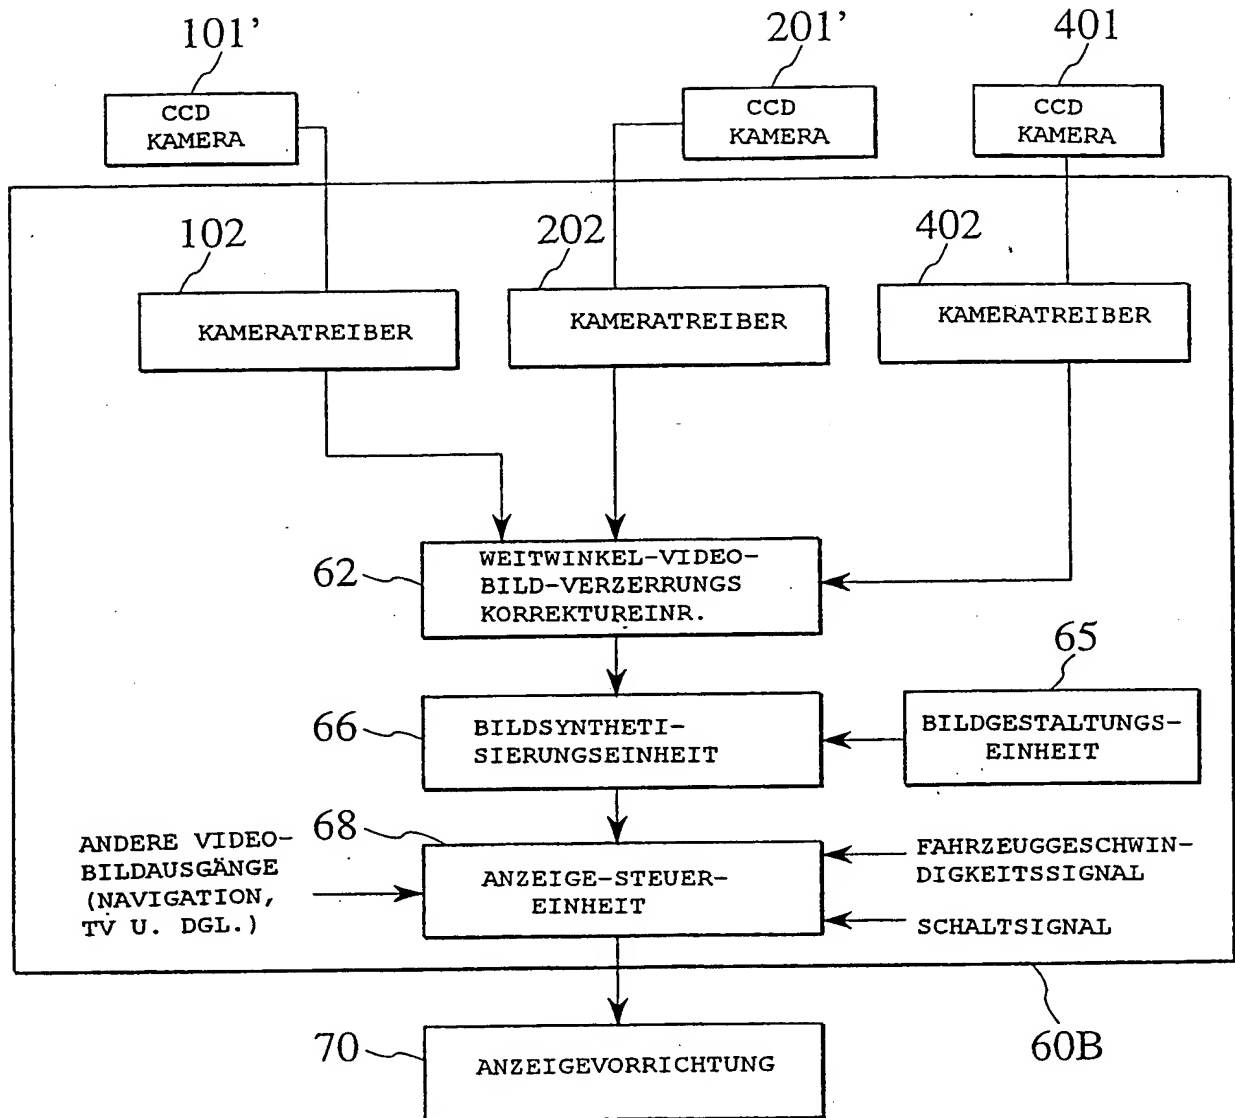 101’
201’
401
CCD
KAMERA
CCD
KAMERA
CCD
KAMERA
102
202
402
KAMERATREIBER
KAMERATREIBER
KAMERATREIBER
62
WEITWINKEL-VIDEO-
BILD-VERZERRUNGS
KORREKTUREINR.
65
66
BILDSYNTHETI-
SIERUNGSEINHEIT
BILDGESTALTUNGS-
EINHEIT
68
ANDERE VIDEO-
BILDAUSGÄNGE
(NAVIGATION,
TV U. DGL.)
ANZEIGE-STEUER-
EINHEIT
FAHRZEUGGESCHWIN-
DIGKEITSSIGNAL
SCHALTSIGNAL
70
ANZEIGEVORRICHTUNG
60B